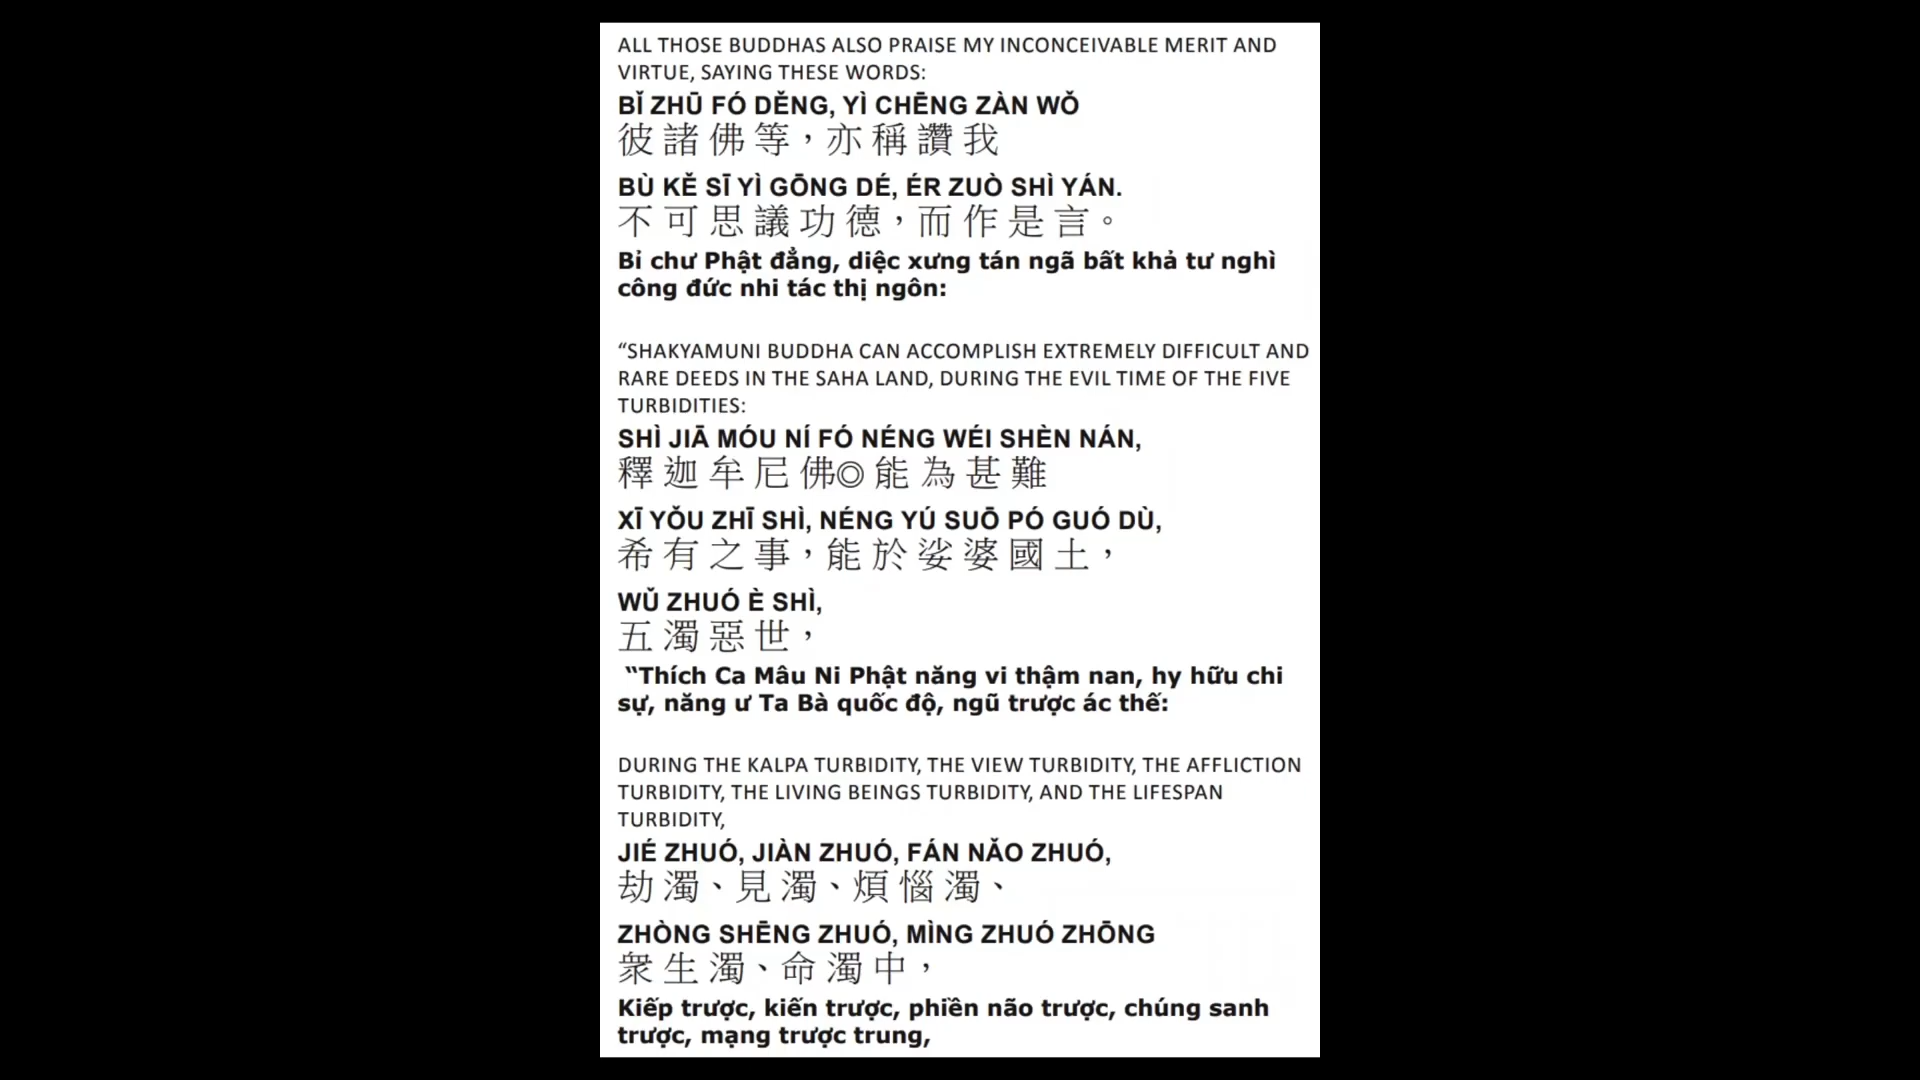 ALL THOSE BUDDHAS ALSO PRAISE MY INCONCEIVABLE MERIT AND
VIRTUE, SAYING THESE WORDS:
BǏ ZHŪ FÓ DĚNG, YÌ CHĒNG ZÀN WǑ
彼諸佛等，亦稱讚我
BÙ KĚ SĪ YÌ GŌNG DÉ, ÉR ZUÒ SHÌ YÁN.
不可思議功德，而作是言。
Bỉ chư Phật đẳng, diệc xưng tán ngã bất khả tư nghì
công đức nhi tác thị ngôn:
“SHAKYAMUNI BUDDHA CAN ACCOMPLISH EXTREMELY DIFFICULT AND
RARE DEEDS IN THE SAHA LAND, DURING THE EVIL TIME OF THE FIVE
TURBIDITIES:
SHÌ JIĀ MÓU NÍ FÓ NÉNG WÉI SHÈN NÁN,
釋迦牟尼佛◎能為甚難
XĪ YǑU ZHĪ SHÌ, NÉNG YÚ SUŌ PÓ GUÓ DÙ,
希有之事，能於娑婆國土，
WǓ ZHUÓ È SHÌ,
五濁惡世，
“Thích Ca Mâu Ni Phật năng vi thậm nan, hy hữu chi
sự, năng ư Ta Bà quốc độ, ngũ trược ác thế:
DURING THE KALPA TURBIDITY, THE VIEW TURBIDITY, THE AFFLICTION
TURBIDITY, THE LIVING BEINGS TURBIDITY, AND THE LIFESPAN
TURBIDITY,
JIÉ ZHUÓ, JIÀN ZHUÓ, FÁN NǍO ZHUÓ,
劫濁、見濁、煩惱濁、
ZHÒNG SHĒNG ZHUÓ, MÌNG ZHUÓ ZHŌNG
眾生濁、命濁中，
Kiếp trược, kiến trược, phiền não trược, chúng sanh
trược, mạng trược trung,